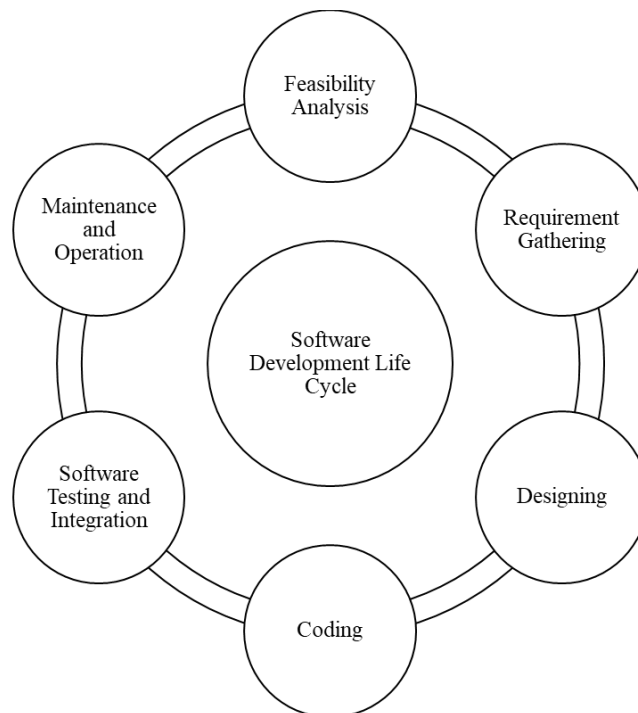 Feasibility
Analysis
Requirement
Gathering
Designing
Coding
Software
Testing and
Integration
Maintenance
and
Operation
Software
Development Life
Cycle